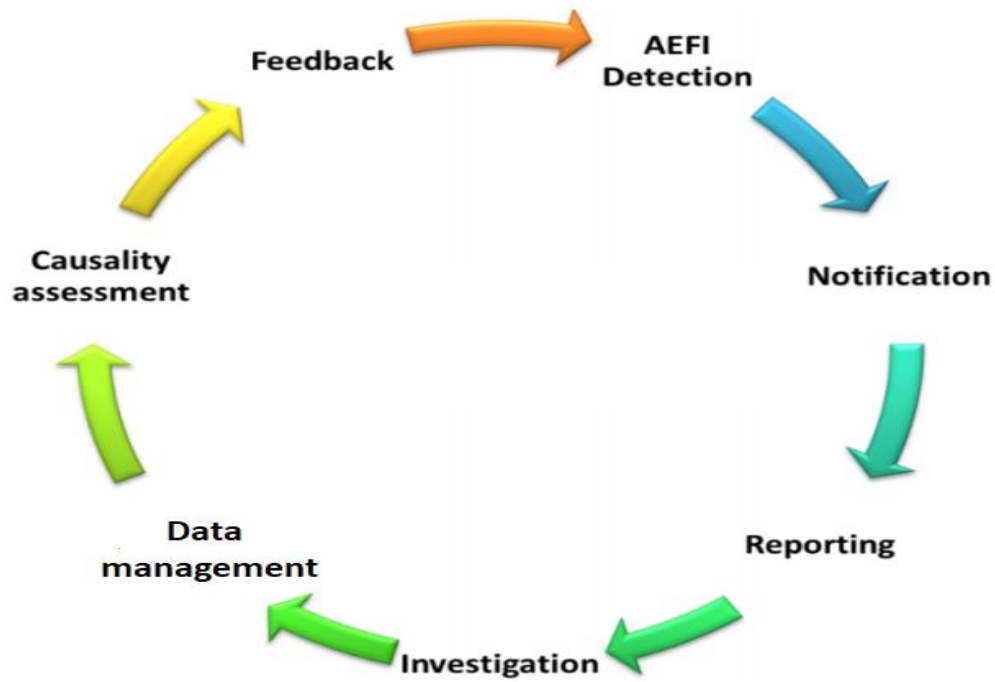 AEFI
Detection
Notification
Reporting
Investigation
Data
management
Causality
assessment
Feedback